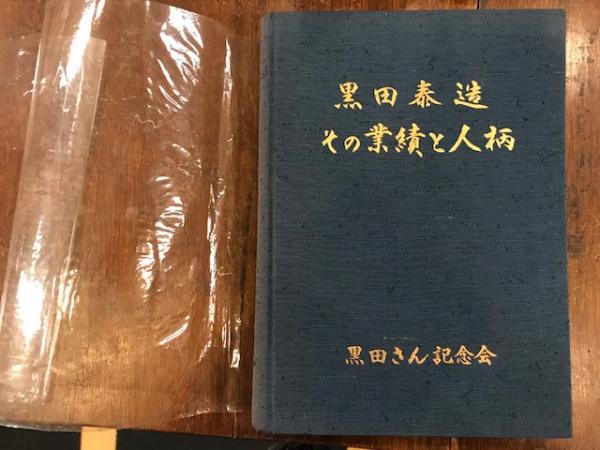 黒田泰造
その業績と人柄
黒田さん記念会